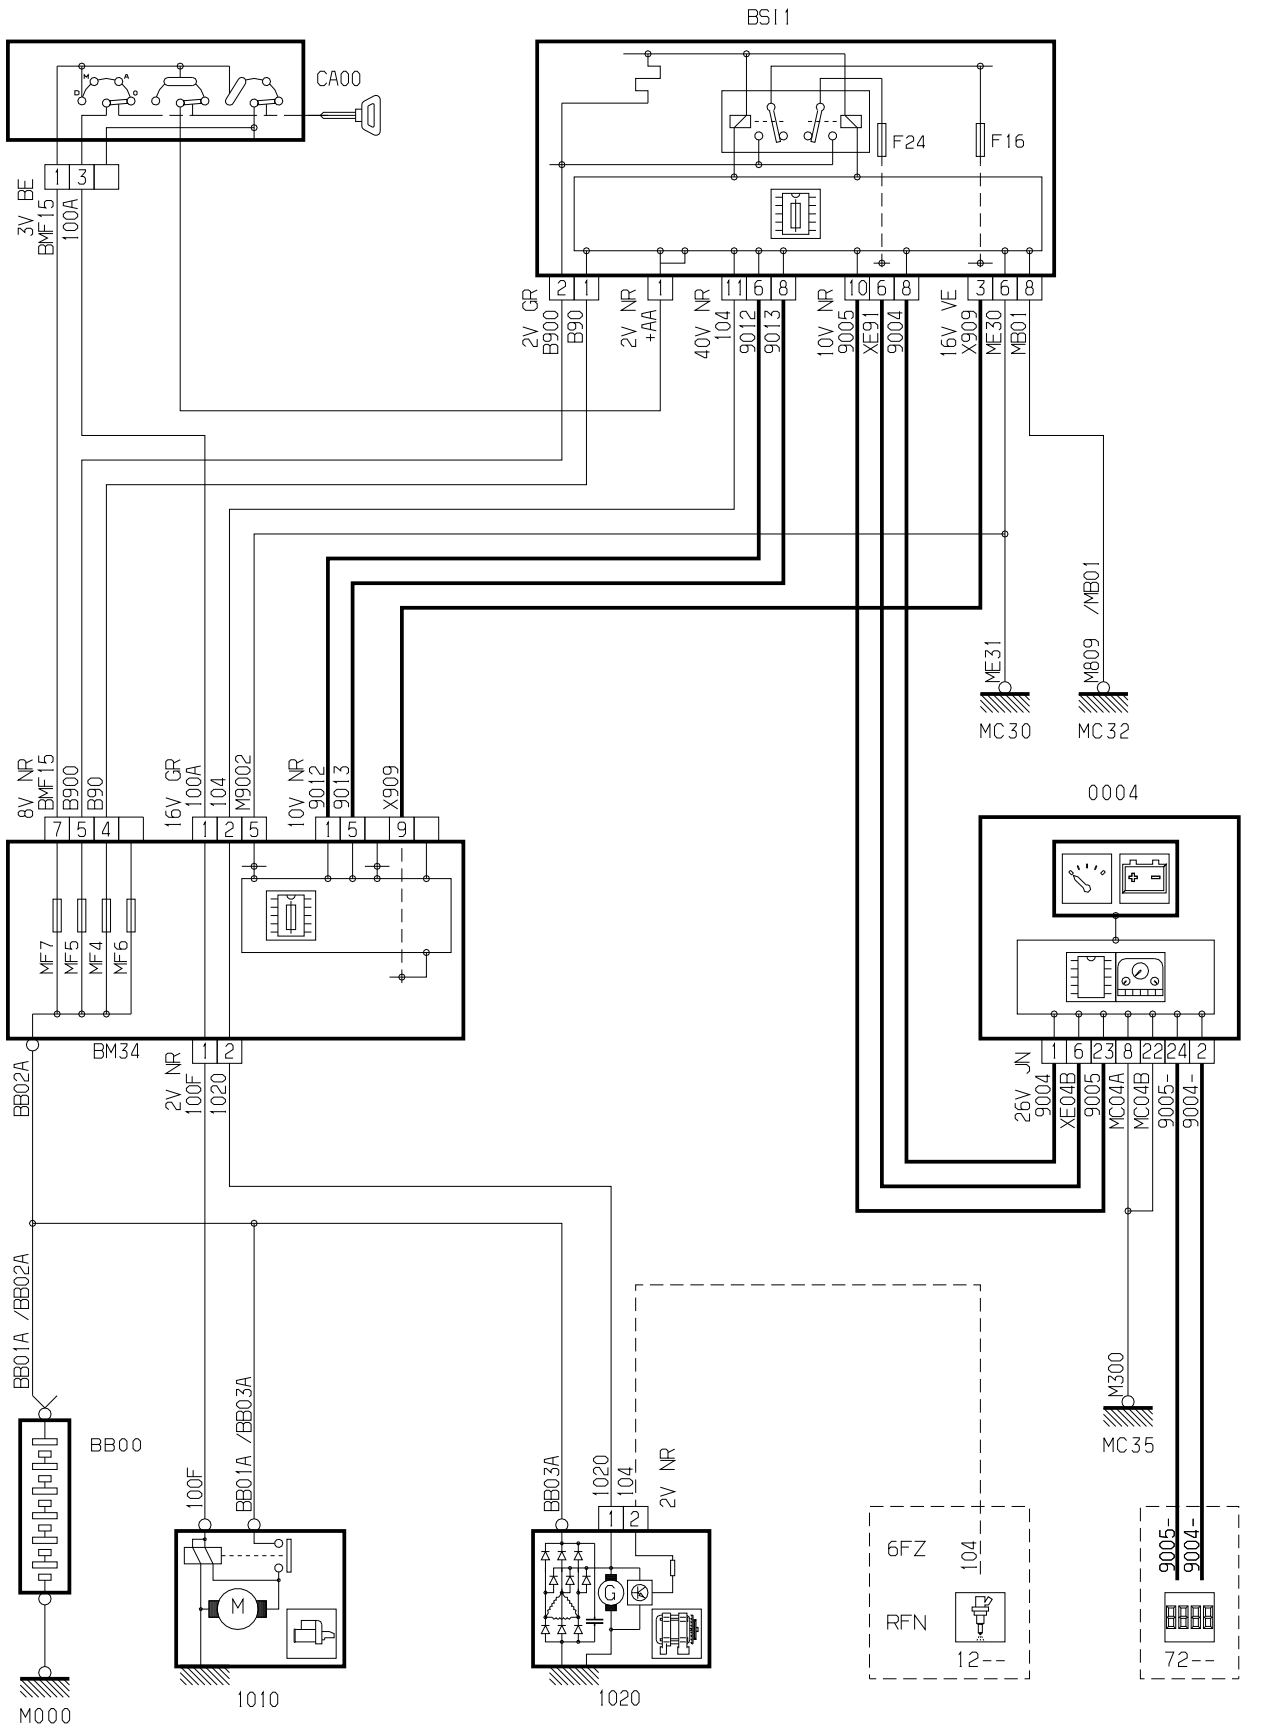 BSI1
CA00
M A
D O
F24
F16
1 3
3V BE
BMF15
100A
2 1
1
11 6 8
10 6 8
3 6 8
2V GR
B900
B90
2V NR
+AA
40V NR
104
9012
9013
10V NR
9005
XE91
9004
16V VE
X909
ME30
MB01
ME31
M809 /MB01
MC30
MC32
8V NR
BMF15
B900
B90
16V GR
100A
104
M9002
10V NR
9012
9013
X909
7 5 4
1 2 5
1 5 9
0004
+ -
MF7
MF5
MF4
MF6
BM34
1 2
BB02A
2V NR
100F
1020
1 6 23 8 22 24 2
26V JN
9004
XE04B
9005
MC04A
MC04B
9005-
9004-
BB01A /BB02A
BB00
100F
BB01A /BB03A
BB03A
1020
104
2V NR
1 2
M300
MC35
6FZ
104
RFN
12--
9005-
9004-
72--
M
G
M000
1010
1020